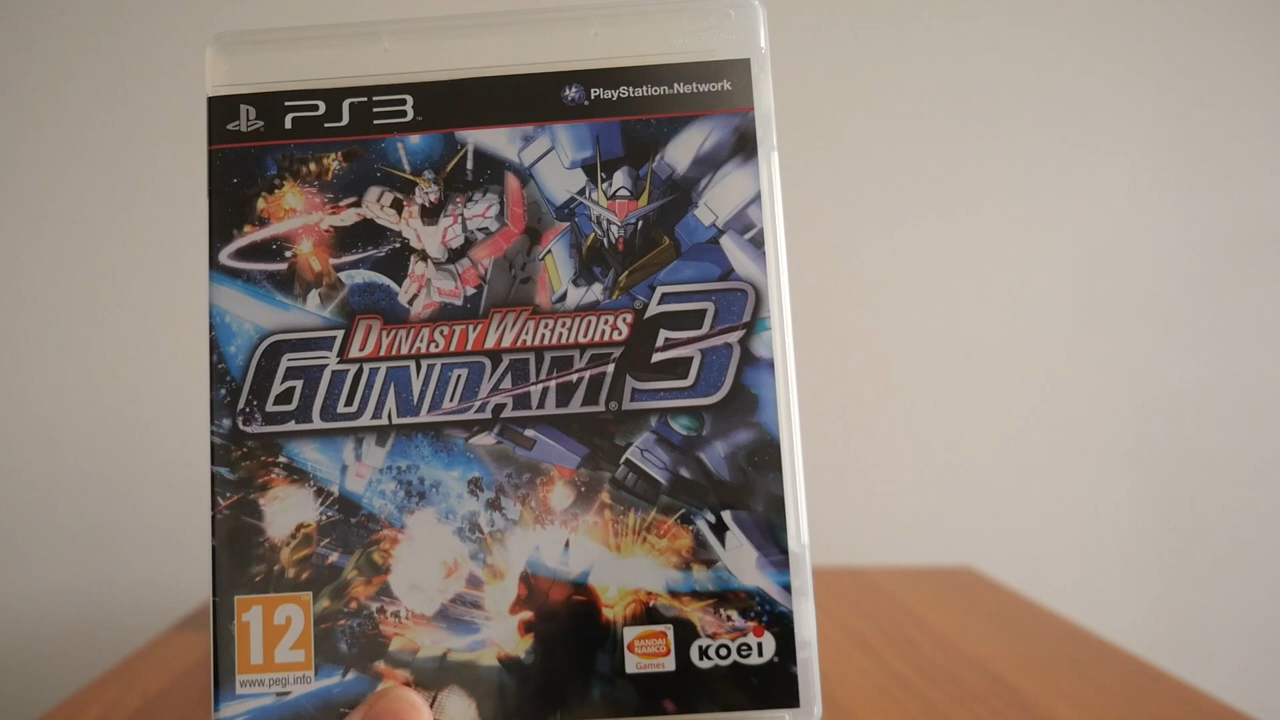 PS3
PlayStation®Network
DYNASTY WARRIORS®
GUNDAM®3
12
www.pegi.info
BANDAI
NAMCO
Games
KOEI